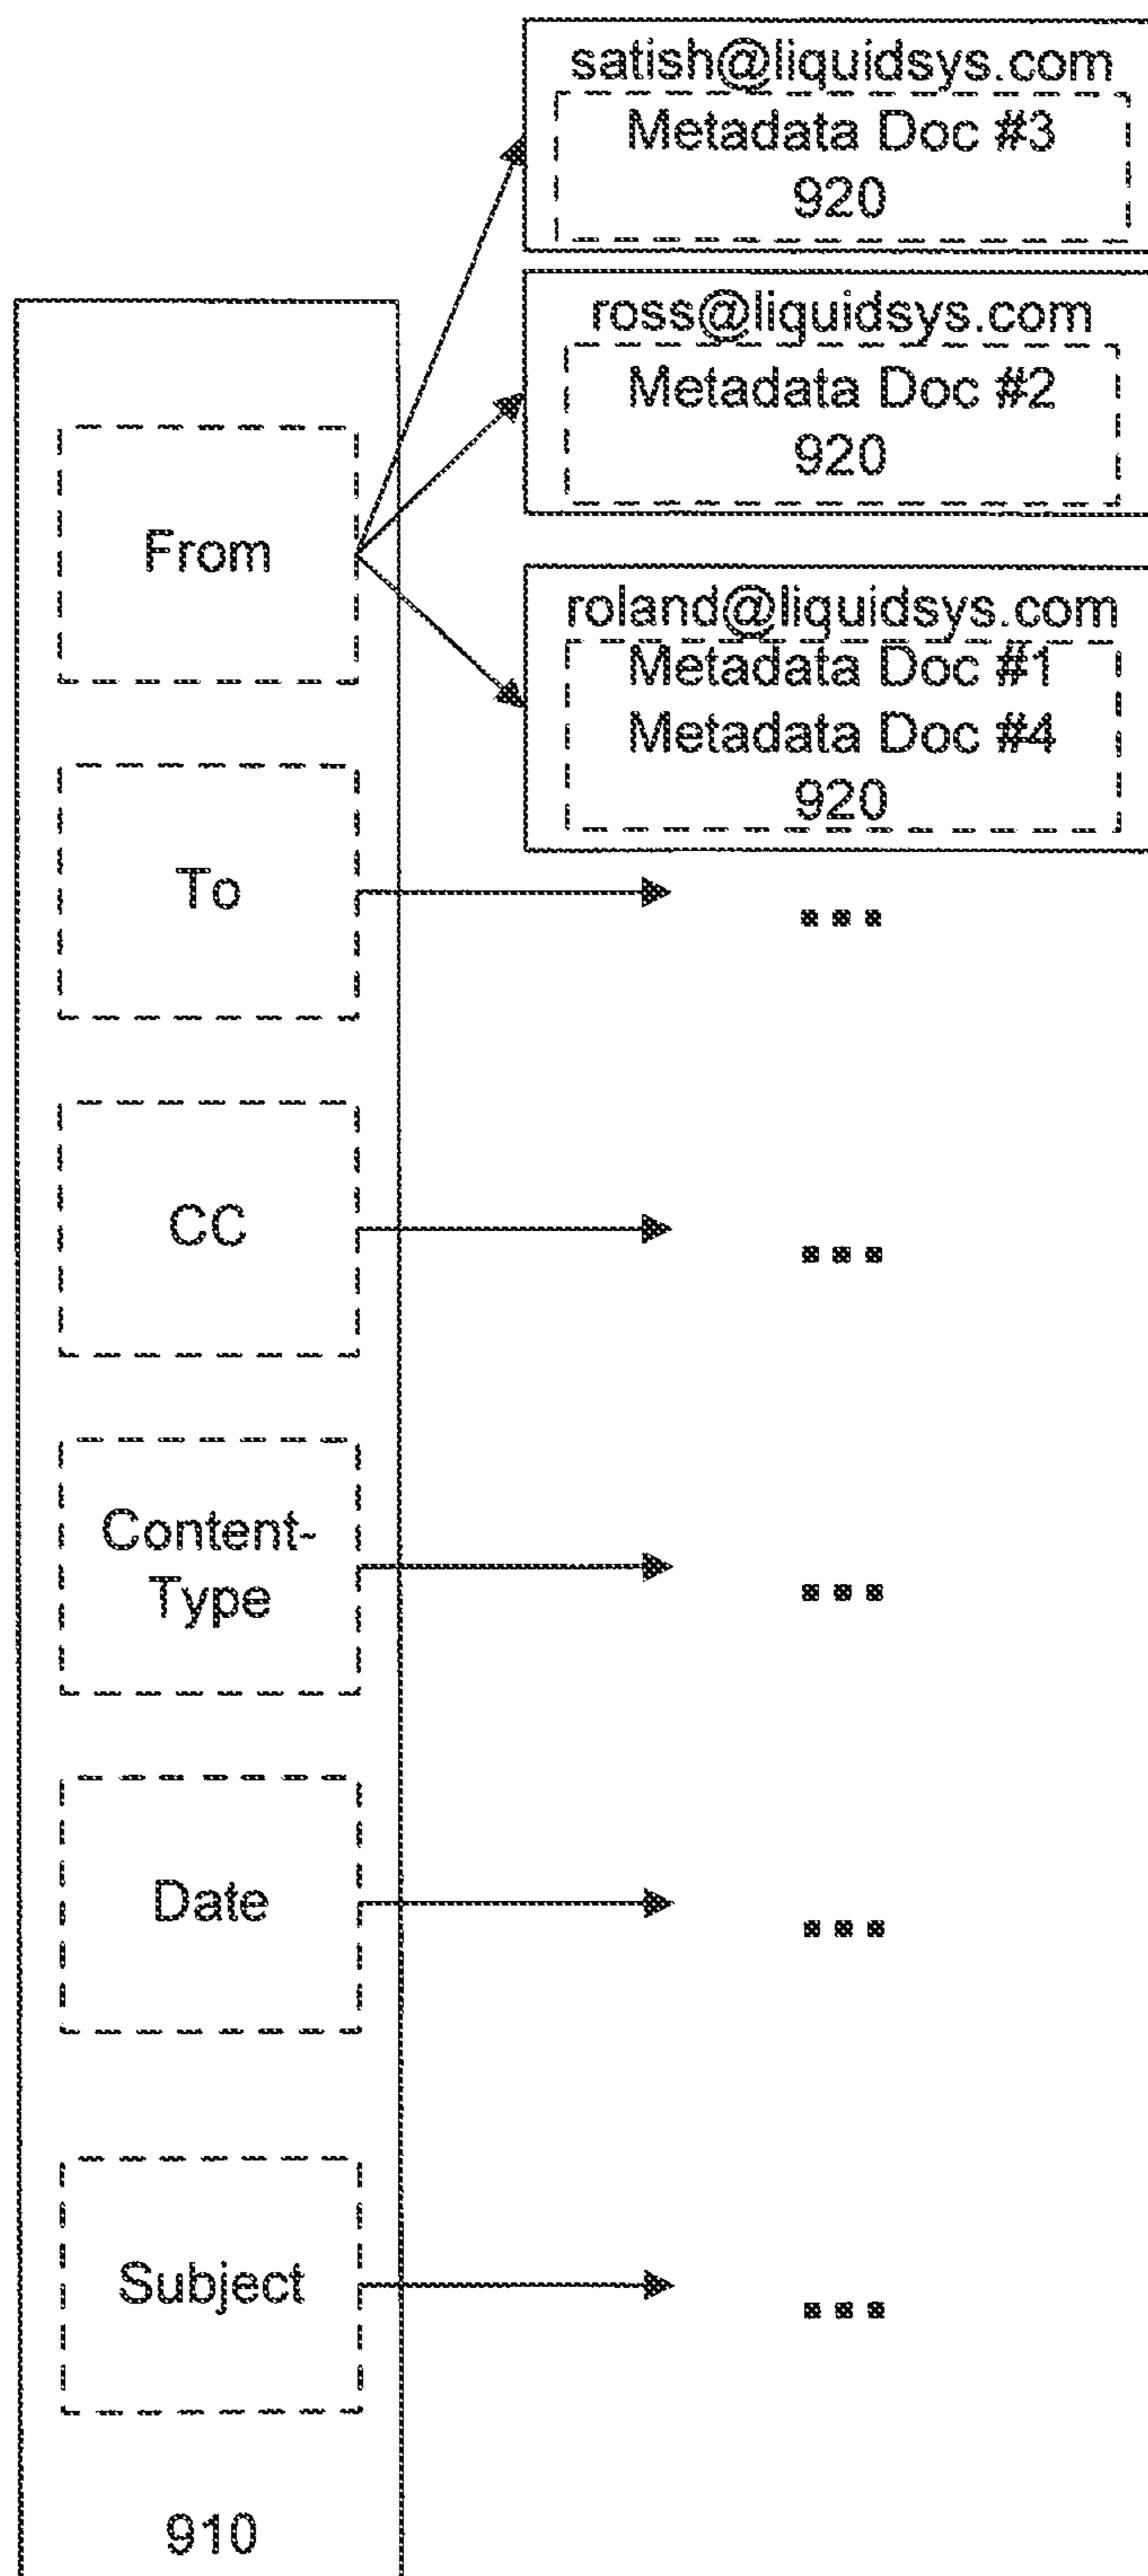 satish@liquidsys.com
Metadata Doc #3
920
ross@liquidsys.com
Metadata Doc #2
920
From
roland@liquidsys.com
Metadata Doc #1
Metadata Doc #4
920
To
...
CC
...
Content-
Type
...
Date
...
Subject
...
910